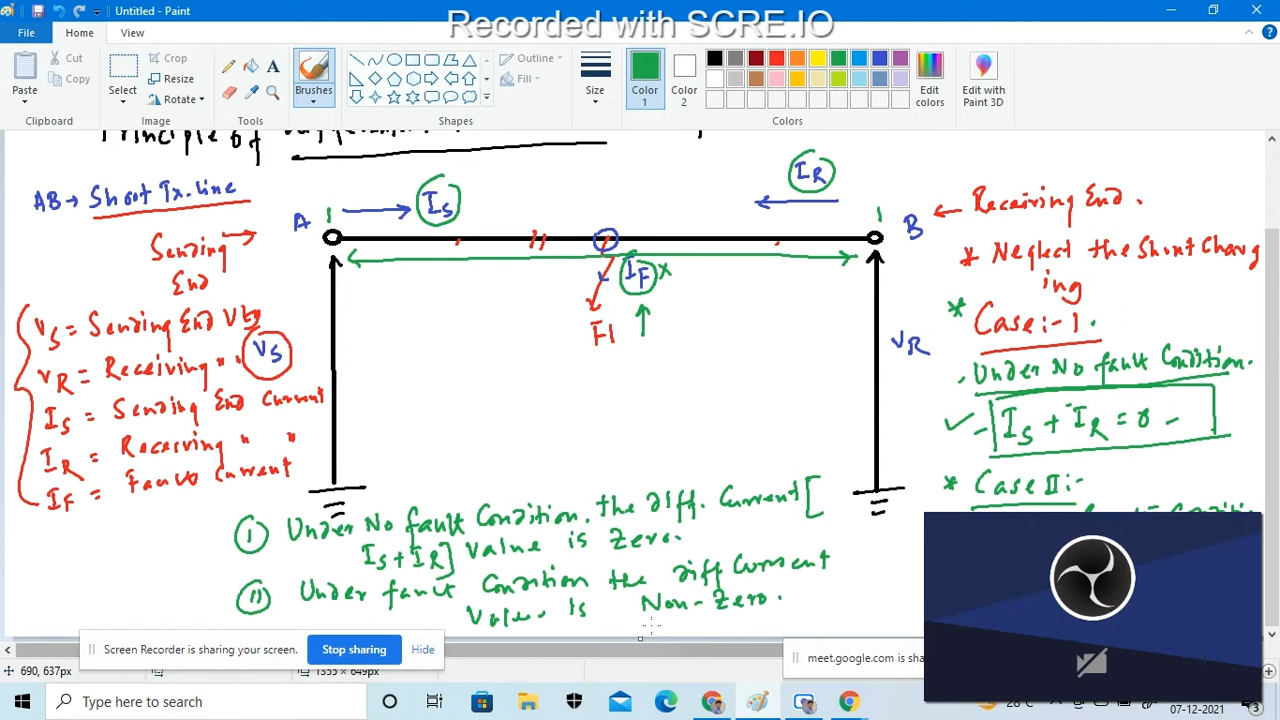 Untitled - Paint
Recorded with SCRE.IO
File Home View
Paste
Cut
Copy
Clipboard
Select
Crop
Resize
Rotate
Image
Tools
Brushes
Outline
Fill
Shapes
Size
Color 1
Color 2
Colors
Edit colors
Edit with Paint 3D
Principle of
AB → Short Tx. line
Sending End
A
I
IS
IR
I
B
Receiving End.
* Neglect the Shunt Charging
IF x
F1
VS
VR
VS = Sending End Vtg
VR = Receiving " "
IS = Sending End Current
IR = Receiving " "
IF = Fault Current
* Case :- 1.
. Under No fault Condition.
IS + IR = 0 -
* Case II :-
I Under No fault Condition. the diff. Current [
IS + IR] Value is Zero.
II Under fault Condition the diff Current
Value. is Non-Zero.
Screen Recorder is sharing your screen.
Stop sharing
Hide
meet.google.com is sha
690, 637px
1355 × 649px
Type here to search
28°C
07-12-2021
3